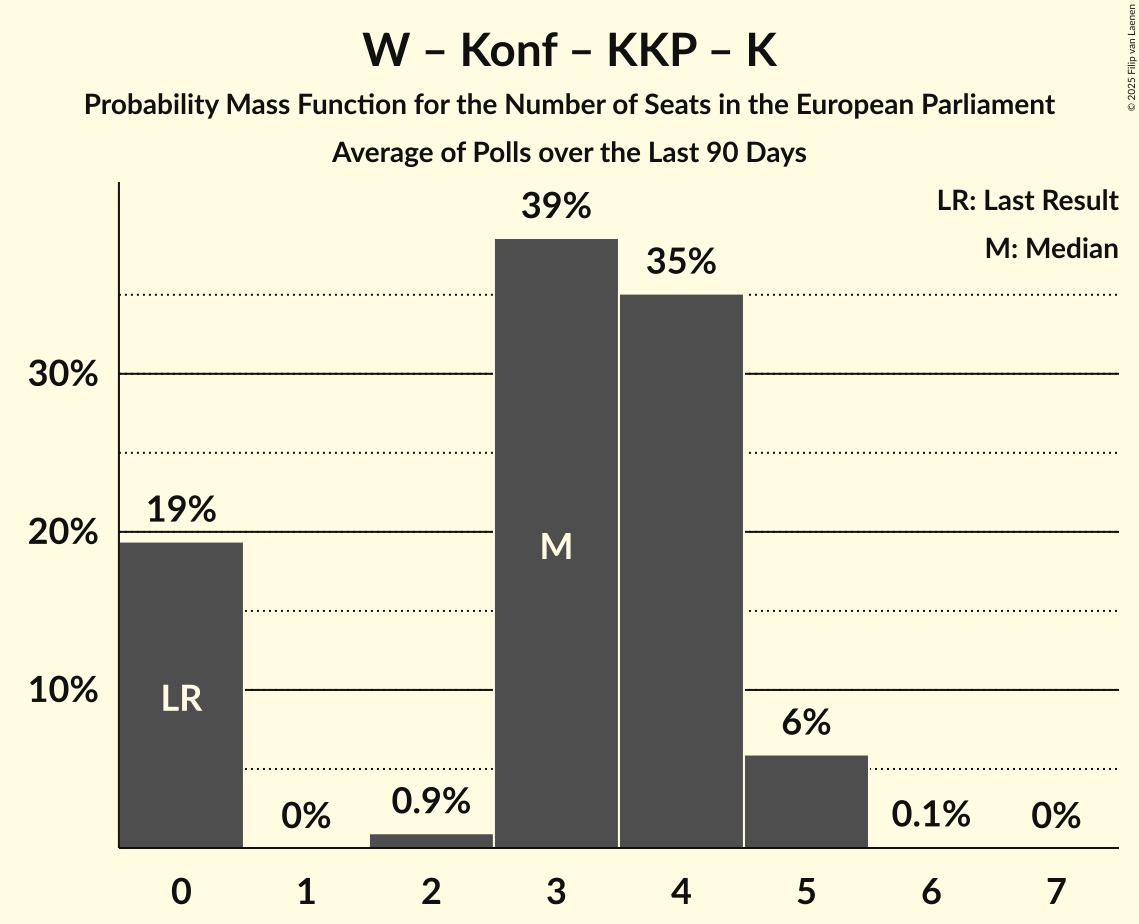 W – Konf – KKP – K
Probability Mass Function for the Number of Seats in the European Parliament
Average of Polls over the Last 90 Days
© 2025 Filip van Laenen
LR: Last Result
M: Median
39%
35%
30%
19%
20%
M
LR
10%
6%
0.9%
0%
0.1%
0%
0 1 2 3 4 5 6 7